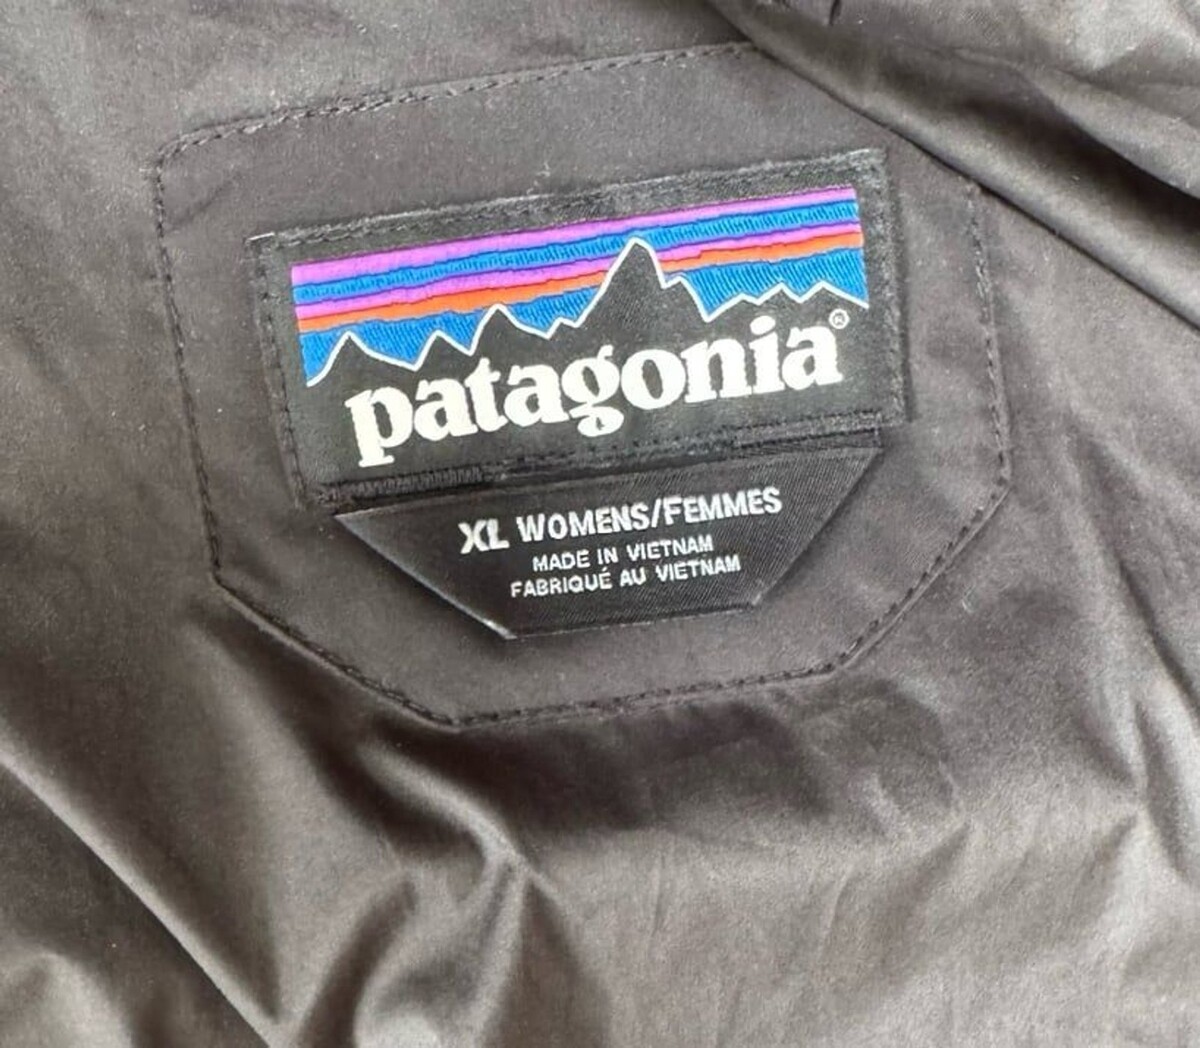 patagonia®
XL WOMENS/FEMMES
MADE IN VIETNAM
FABRIQUÉ AU VIETNAM